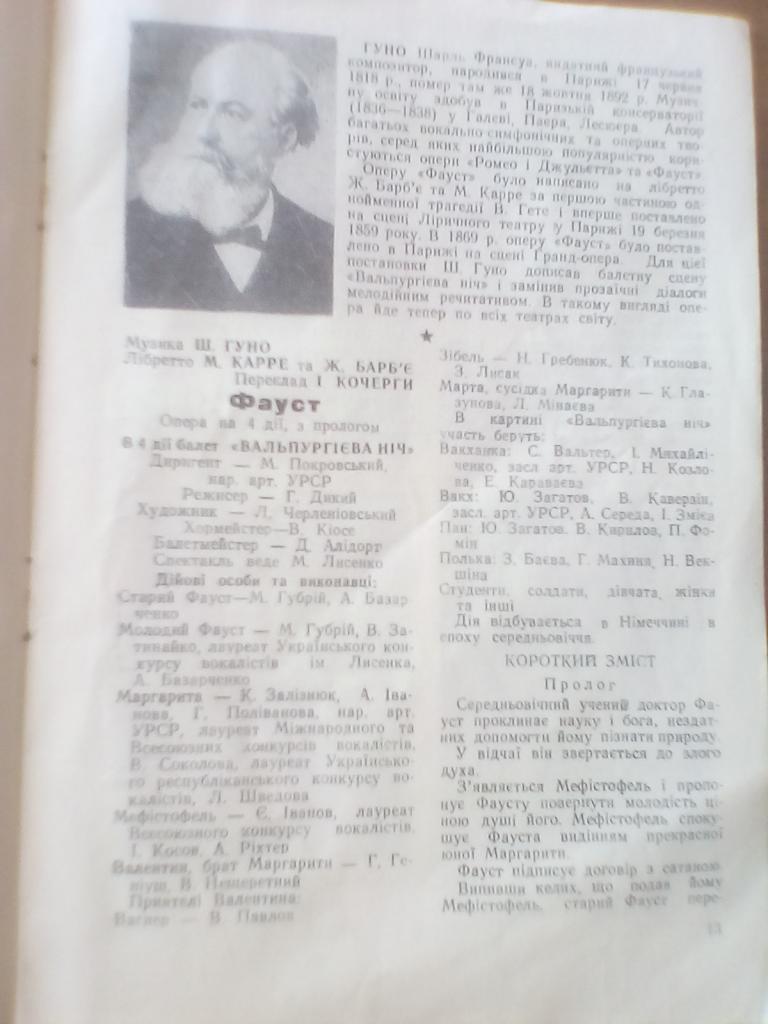 ГУНО Шарль Франсуа, видатний французький
композитор, народився в Парижі 17 червня
1818 р., помер там же 18 жовтня 1892 р. Музич-
ну освіту здобув в Паризькій консерваторії
(1836—1838) у Галеві, Паера, Лесюера. Автор
багатьох вокально-симфонічних та оперних тво-
рів, серед яких найбільшою популярністю кори-
стуються опери «Ромео і Джульєтта» та «Фауст».
Оперу «Фауст» було написано на лібретто
Ж. Барб'є та М. Карре за першою частиною од-
нойменної трагедії В. Гете і вперше поставлено
на сцені Ліричного театру у Парижі 19 березня
1859 року. В 1869 р. оперу «Фауст» було постав-
лено в Парижі на сцені Гранд-опера. Для цієї
постановки Ш. Гуно дописав балетну сцену
«Вальпургієва ніч» і замінив прозаїчні діалоги
мелодійним речитативом. В такому вигляді опе-
ра йде тепер по всіх театрах світу.
Музика Ш. ГУНО
Лібретто М. КАРРЕ та Ж. БАРБ'Є
Переклад І КОЧЕРГИ
Фауст
Опера на 4 дії, з прологом
В 4 дії балет «ВАЛЬПУРГІЄВА НІЧ»
Диригент — М. Покровський,
нар. арт. УРСР
Режисер — Г. Дикий
Художник — Л. Черленіовський
Хормейстер—В. Кіосе
Балетмейстер — Д. Алідорт
Спектакль веде М. Лисенко
Дійові особи та виконавці:
Старий Фауст—М. Губрій, А. Базар-
ченко
Молодий Фауст — М. Губрій, В. За-
тинайко, лауреат Українського кон-
курсу вокалістів ім Лисенка,
А. Базарченко
Маргарита — К. Залізнюк, А. Іва-
нова, Г. Поліванова, нар. арт.
УРСР, лауреат Міжнародного та
Всесоюзних конкурсів вокалістів,
В. Соколова, лауреат Українсько-
го республіканського конкурсу во-
калістів, Л. Шведова
Мефістофель — Є. Іванов, лауреат
Всесоюзного конкурсу вокалістів,
І. Косов, А. Ріхтер
Валентин, брат Маргарити — Г. Ге-
ніуш, В. Нещеретний
Приятелі Валентина:
Вагнер — В. Павлов
Зібель — Н. Гребенюк, К. Тихонова,
З. Лисак
Марта, сусідка Маргарити — К. Гла-
зунова, Л. Мінаєва
В картині «Вальпургієва ніч»
участь беруть:
Вакханка: С. Вальтер, І. Михайлі-
ченко, засл арт. УРСР, Н. Козло-
ва, Е. Караваєва
Вакх: Ю. Загатов, В. Каверзін,
засл. арт. УРСР, А. Середа, І. Змієв
Пан: Ю. Загатов, В. Кирилов, П. Фо-
мін
Полька: З. Баєва, Г. Махиня, Н. Век-
шіна
Студенти, солдати, дівчата, жінки
та інші
Дія відбувається в Німеччині в
епоху середньовіччя.
КОРОТКИЙ ЗМІСТ
Пролог
Середньовічний учений доктор Фа-
уст проклинає науку і бога, нездат-
них допомогти йому пізнати природу.
У відчаї він звертається до злого
духа.
З'являється Мефістофель і пропо-
нує Фаусту повернути молодість ці-
ною душі його. Мефістофель споку-
шує Фауста видінням прекрасної
юної Маргарити.
Фауст підписує договір з сатаною
Випивши келих, що подав йому
Мефістофель, старий Фауст пере-
13